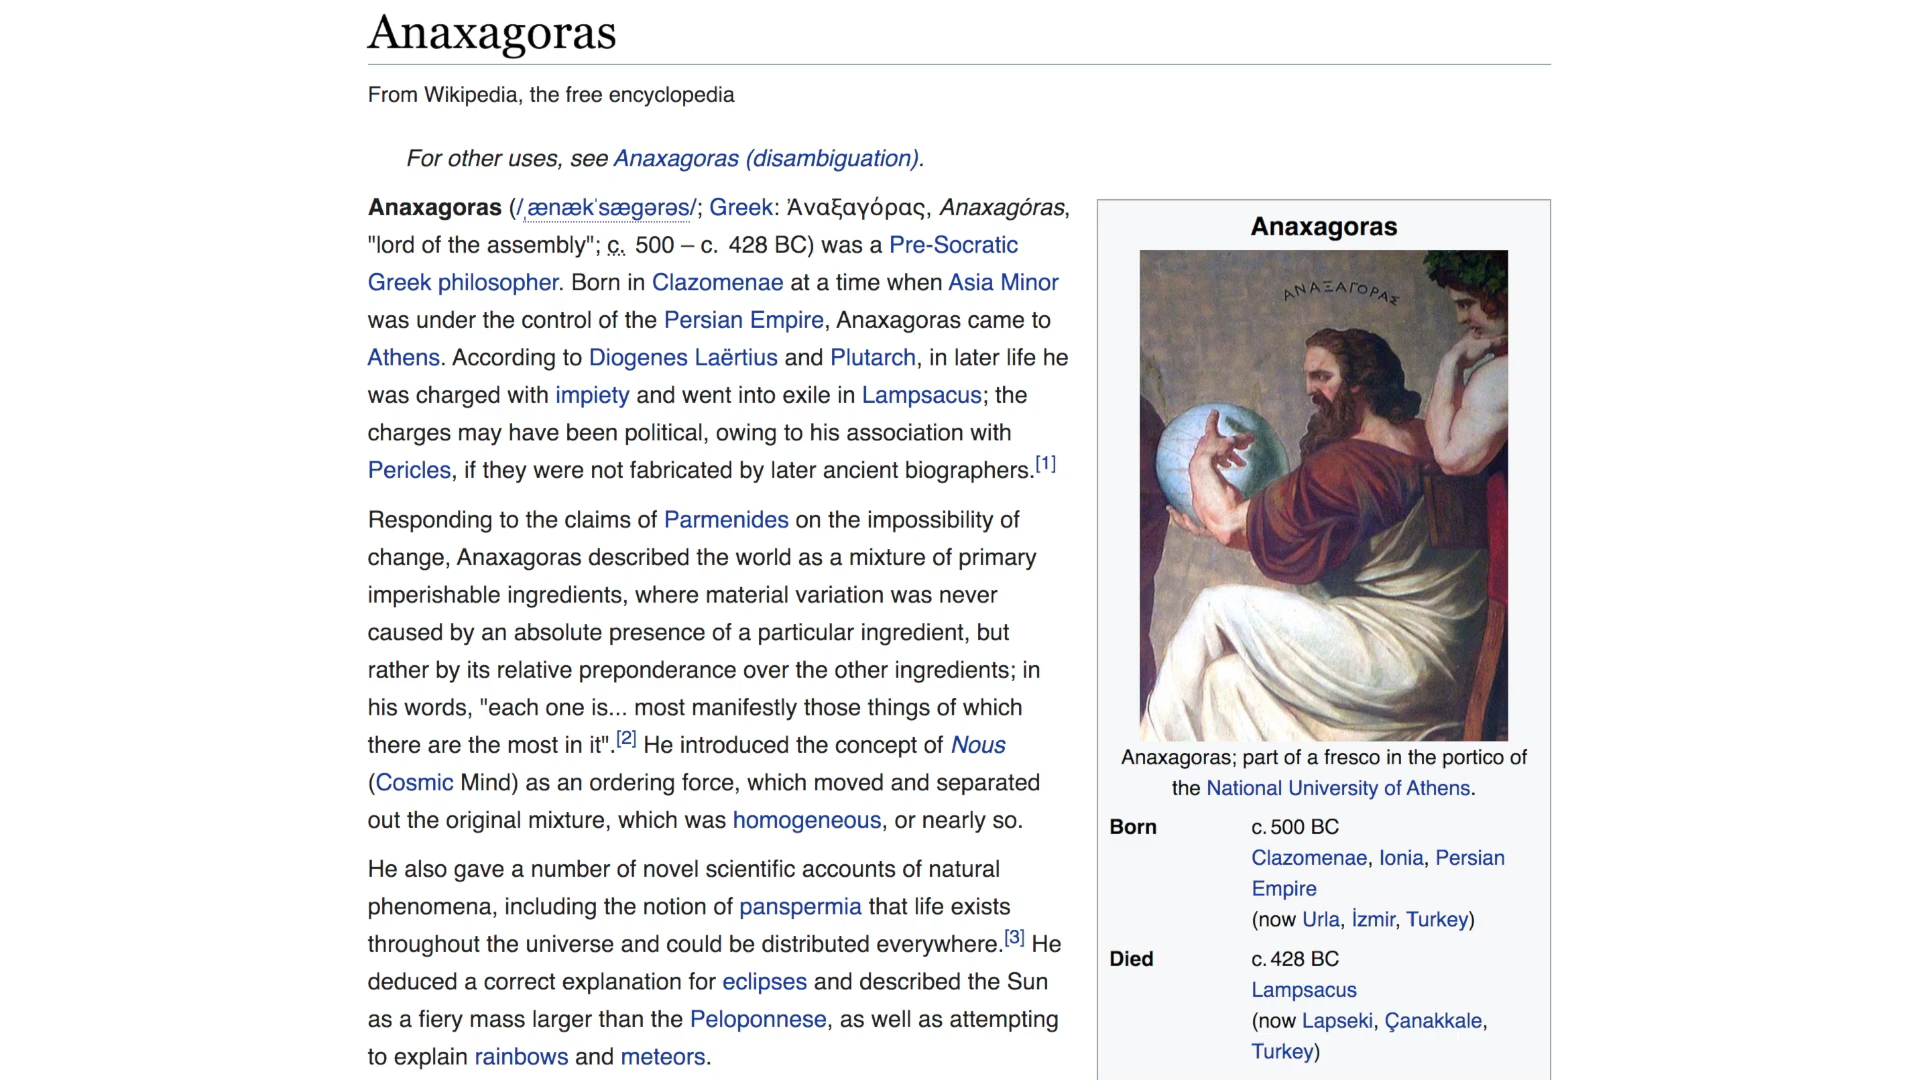 Anaxagoras
From Wikipedia, the free encyclopedia
For other uses, see Anaxagoras (disambiguation).
Anaxagoras (/ˌænækˈsæɡərəs/; Greek: Ἀναξαγόρας, Anaxagóras,
"lord of the assembly"; c. 500 – c. 428 BC) was a Pre-Socratic
Greek philosopher. Born in Clazomenae at a time when Asia Minor
was under the control of the Persian Empire, Anaxagoras came to
Athens. According to Diogenes Laërtius and Plutarch, in later life he
was charged with impiety and went into exile in Lampsacus; the
charges may have been political, owing to his association with
Pericles, if they were not fabricated by later ancient biographers.[1]
Responding to the claims of Parmenides on the impossibility of
change, Anaxagoras described the world as a mixture of primary
imperishable ingredients, where material variation was never
caused by an absolute presence of a particular ingredient, but
rather by its relative preponderance over the other ingredients; in
his words, "each one is... most manifestly those things of which
there are the most in it".[2] He introduced the concept of Nous
(Cosmic Mind) as an ordering force, which moved and separated
out the original mixture, which was homogeneous, or nearly so.
He also gave a number of novel scientific accounts of natural
phenomena, including the notion of panspermia that life exists
throughout the universe and could be distributed everywhere.[3] He
deduced a correct explanation for eclipses and described the Sun
as a fiery mass larger than the Peloponnese, as well as attempting
to explain rainbows and meteors.
Anaxagoras
ΑΝΑΞΑΓΟΡΑΣ
Anaxagoras; part of a fresco in the portico of
the National University of Athens.
Born c. 500 BC
Clazomenae, Ionia, Persian
Empire
(now Urla, İzmir, Turkey)
Died c. 428 BC
Lampsacus
(now Lapseki, Çanakkale,
Turkey)